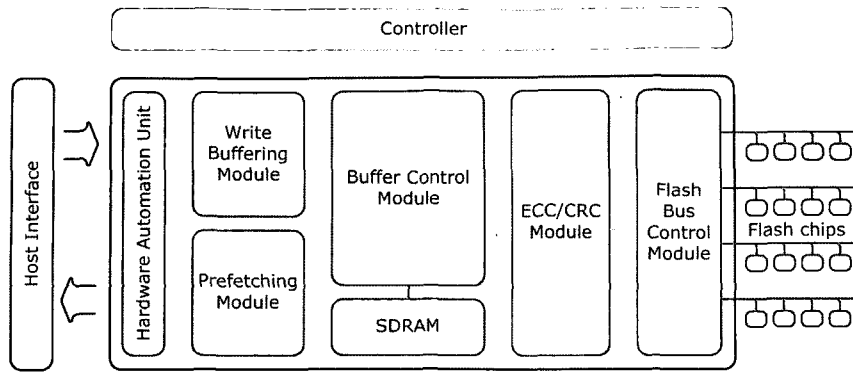 Controller
Host Interface
Hardware Automation Unit
Write
Buffering
Module
Prefetching
Module
Buffer Control
Module
SDRAM
ECC/CRC
Module
Flash
Bus
Control
Module
Flash chips